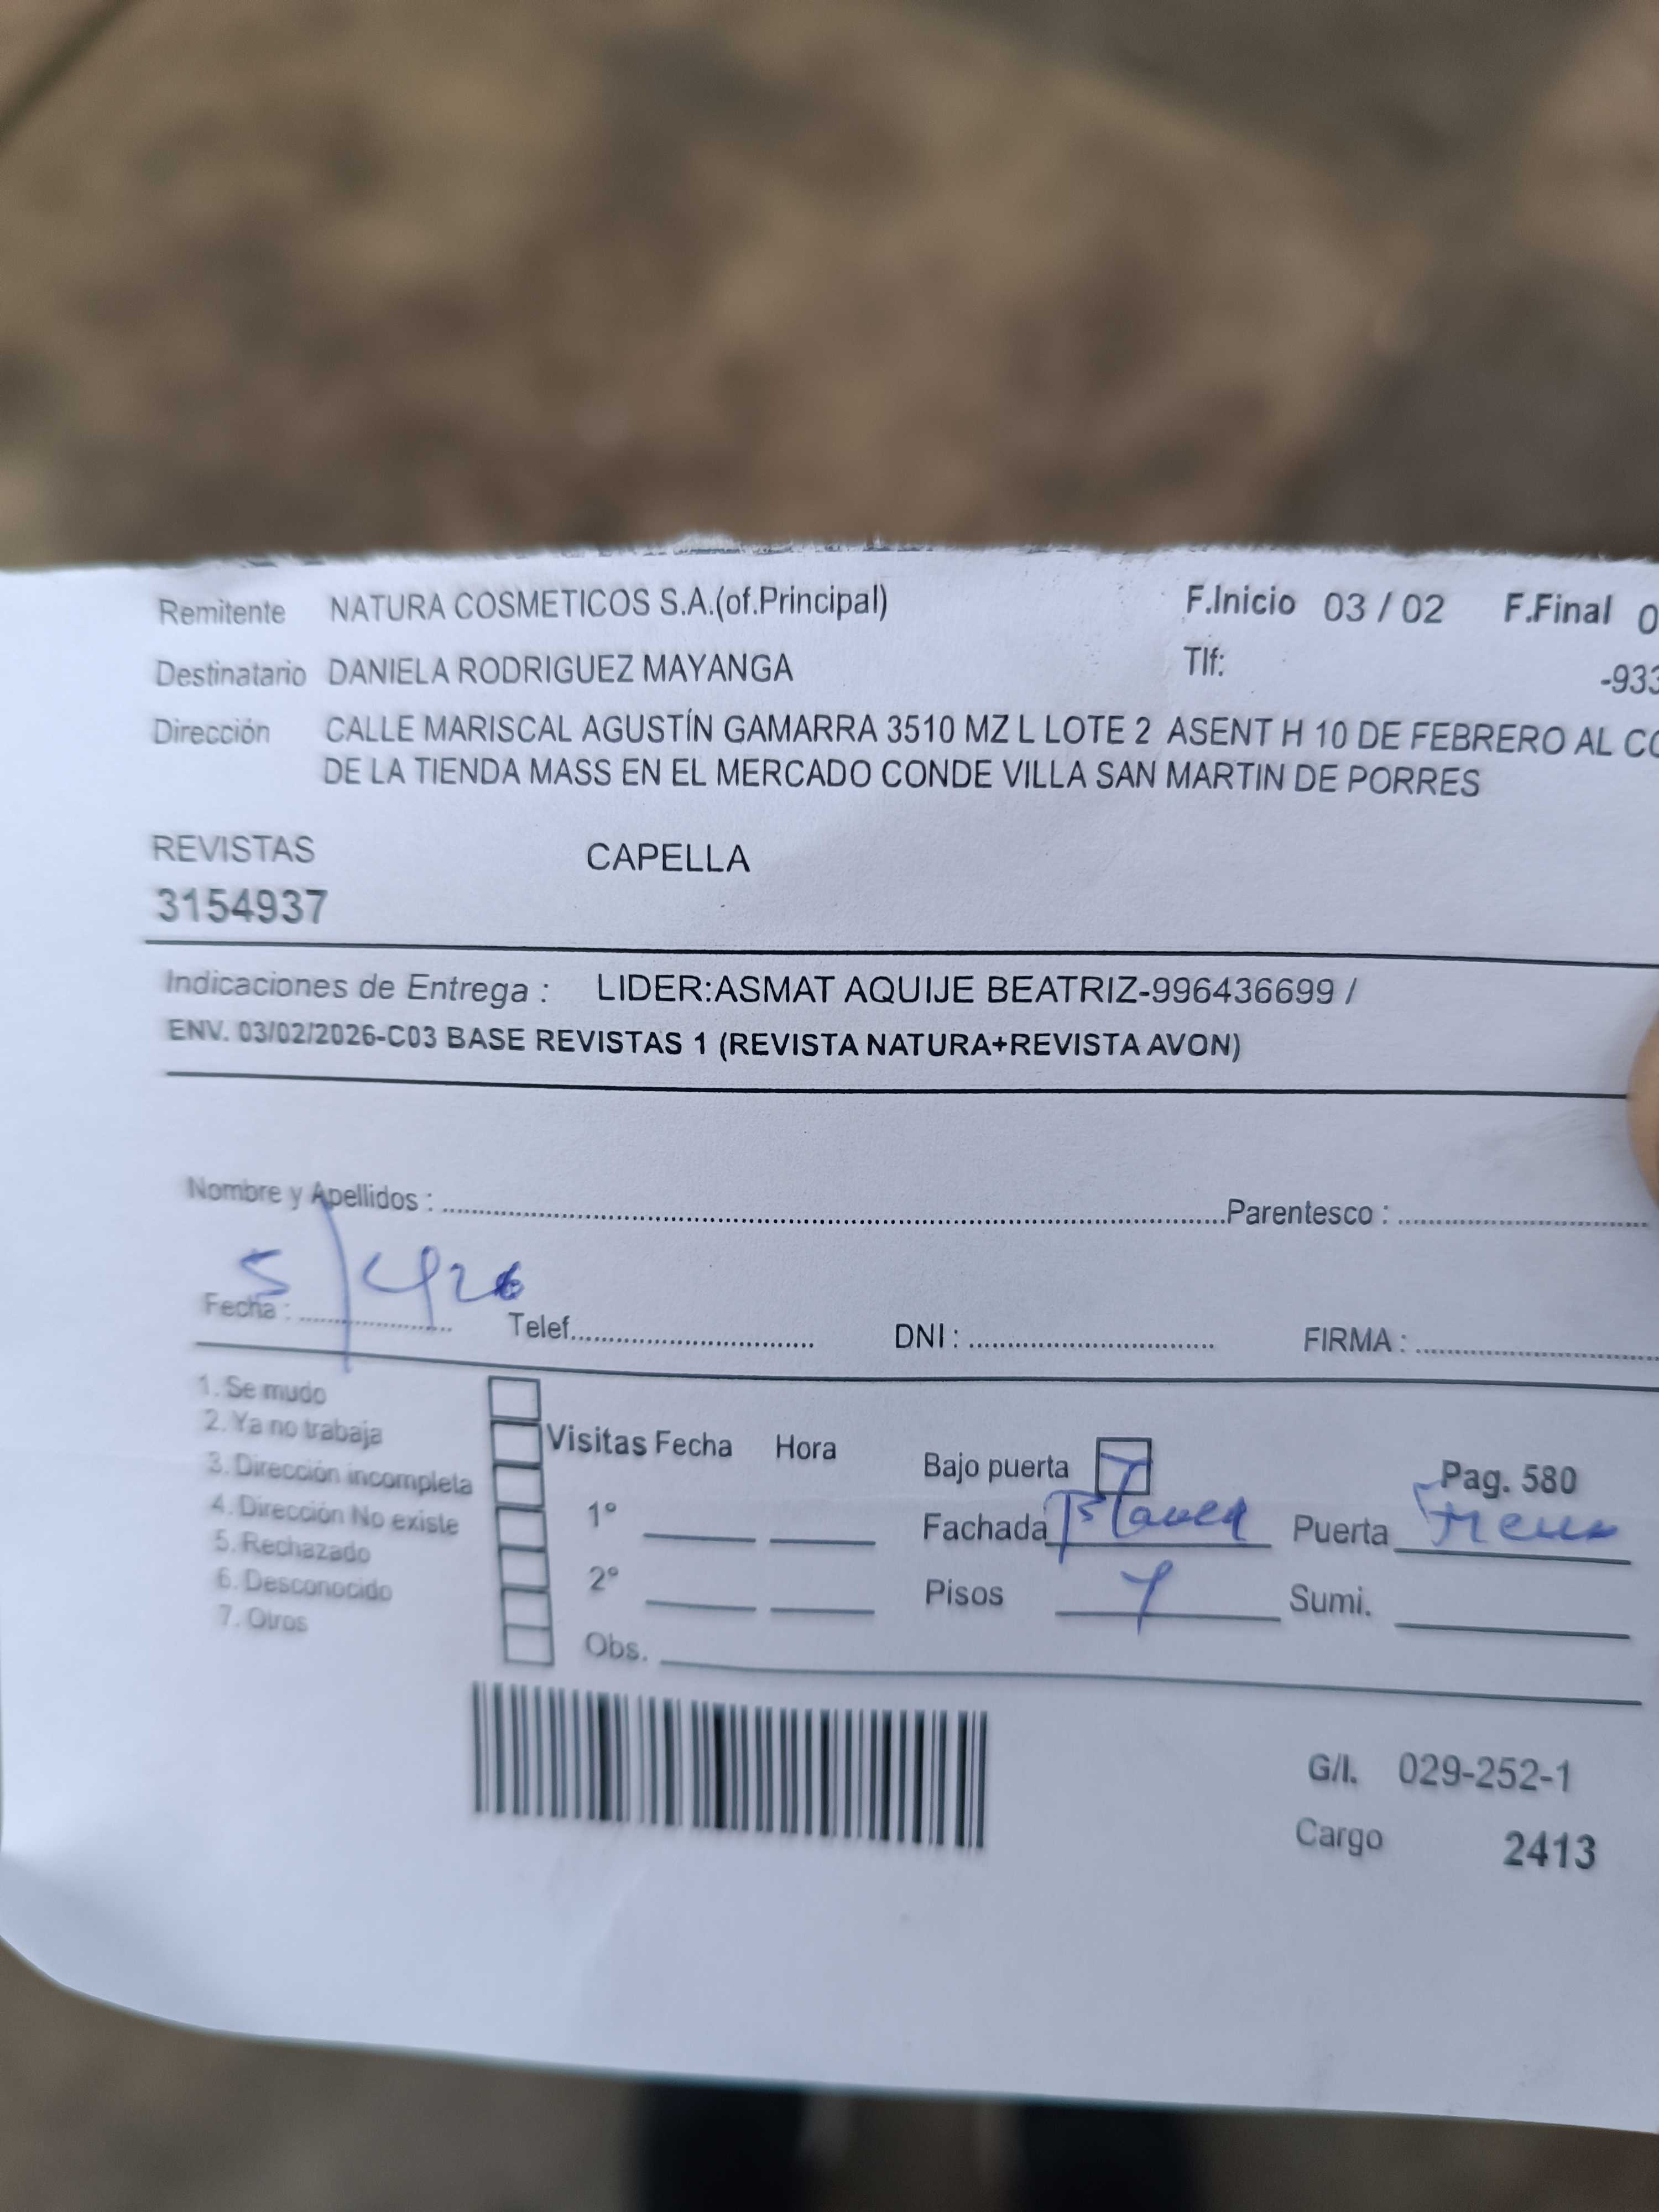 Remitente NATURA COSMETICOS S.A.(of.Principal) F.Inicio 03 / 02 F.Final 0
Destinatario DANIELA RODRIGUEZ MAYANGA Tlf: -933
Dirección CALLE MARISCAL AGUSTÍN GAMARRA 3510 MZ L LOTE 2 ASENT H 10 DE FEBRERO AL CO
DE LA TIENDA MASS EN EL MERCADO CONDE VILLA SAN MARTIN DE PORRES
REVISTAS CAPELLA
3154937
Indicaciones de Entrega : LIDER:ASMAT AQUIJE BEATRIZ-996436699 /
ENV. 03/02/2026-C03 BASE REVISTAS 1 (REVISTA NATURA+REVISTA AVON)
Nombre y Apellidos : Parentesco :
Fecha : Telef. DNI : FIRMA :
1. Se mudo
2. Ya no trabaja
Visitas Fecha Hora
3. Dirección incompleta
Bajo puerta Pag. 580
4. Dirección No existe
1°
Fachada Blanca Puerta
5. Rechazado
2°
Pisos Sumi.
6. Desconocido
7. Otros
Obs.
G/I. 029-252-1
Cargo 2413